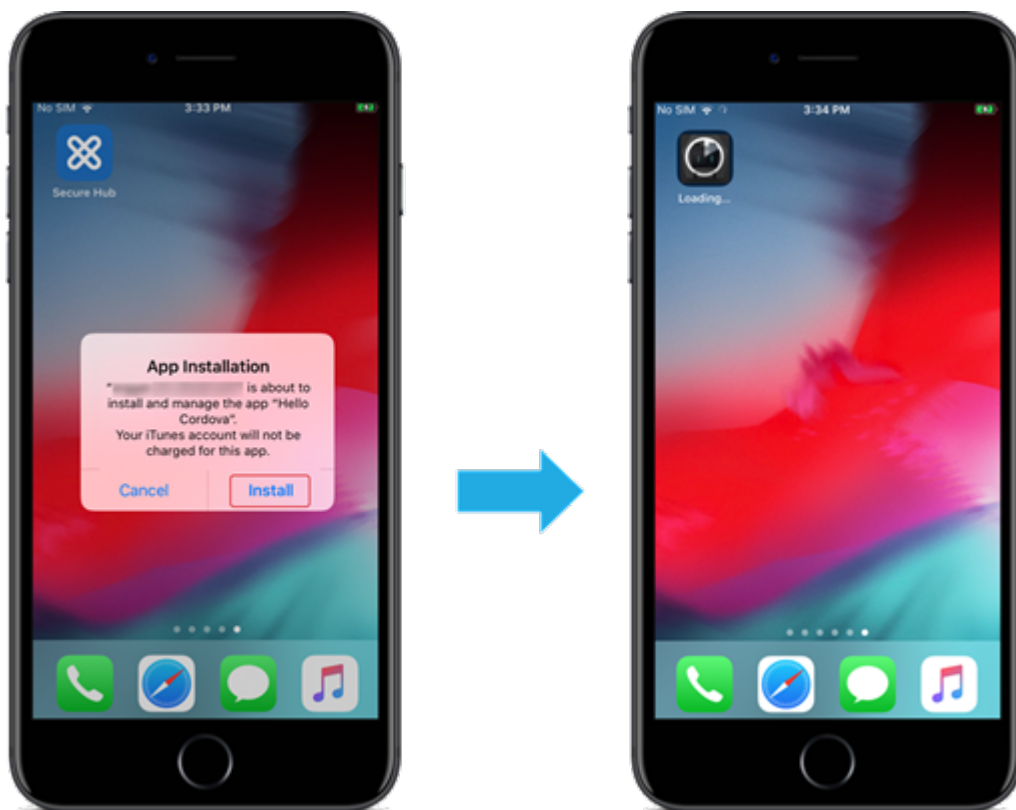 No SIM
3:33 PM
Secure Hub
App Installation
" is about to
install and manage the app "Hello
Cordova".
Your iTunes account will not be
charged for this app.
Cancel
Install
No SIM
3:34 PM
Loading...